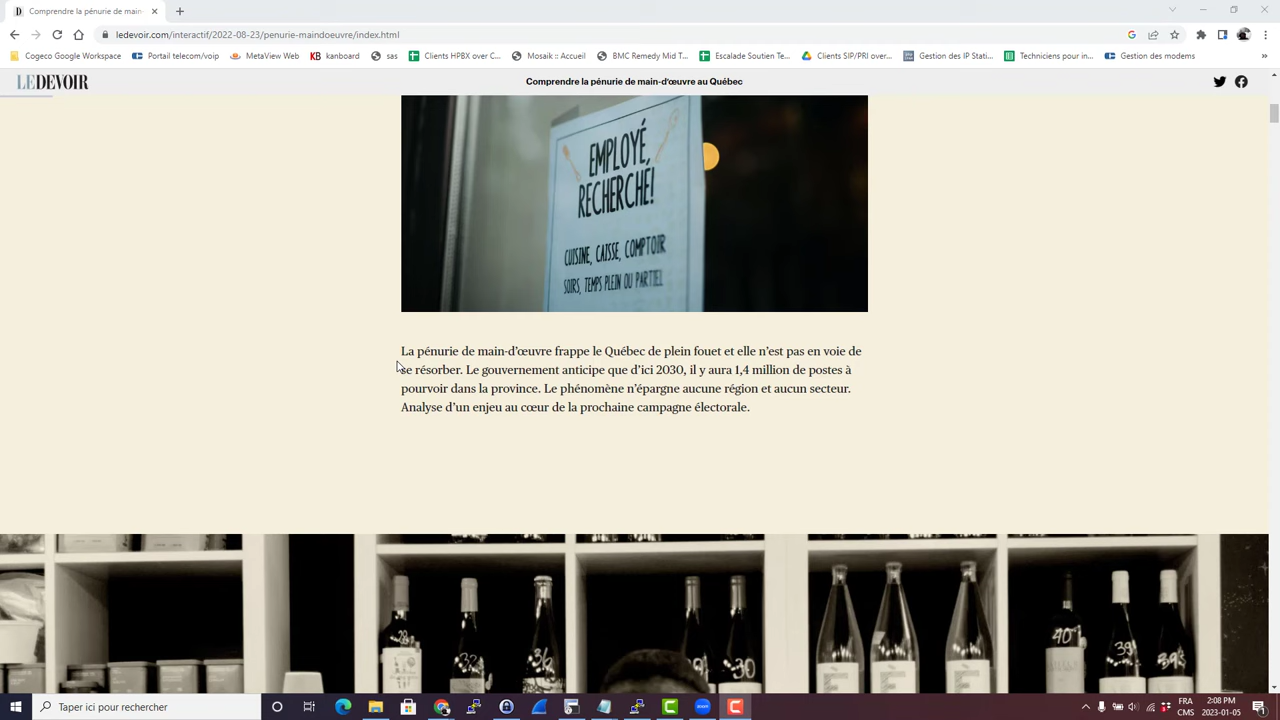 Comprendre la pénurie de main-
ledevoir.com/interactif/2022-08-23/penurie-maindoeuvre/index.html
Cogeco Google Workspace Portail telecom/voip MetaView Web kanboard sas Clients HPBX over C... Mosaik :: Accueil BMC Remedy Mid T... Escalade Soutien Te... Clients SIP/PRI over... Gestion des IP Stati... Techniciens pour in... Gestion des modems »
LE DEVOIR
Comprendre la pénurie de main-d'œuvre au Québec
EMPLOYÉ,
RECHERCHÉ!
CUISINE, CAISSE, COMPTOIR
SOIRS, TEMPS PLEIN OU PARTIEL
La pénurie de main-d'œuvre frappe le Québec de plein fouet et elle n'est pas en voie de
se résorber. Le gouvernement anticipe que d'ici 2030, il y aura 1,4 million de postes à
pourvoir dans la province. Le phénomène n'épargne aucune région et aucun secteur.
Analyse d'un enjeu au cœur de la prochaine campagne électorale.
32
36
30
40
39
39
Taper ici pour rechercher
FRA
CMS
2:08 PM
2023-01-05